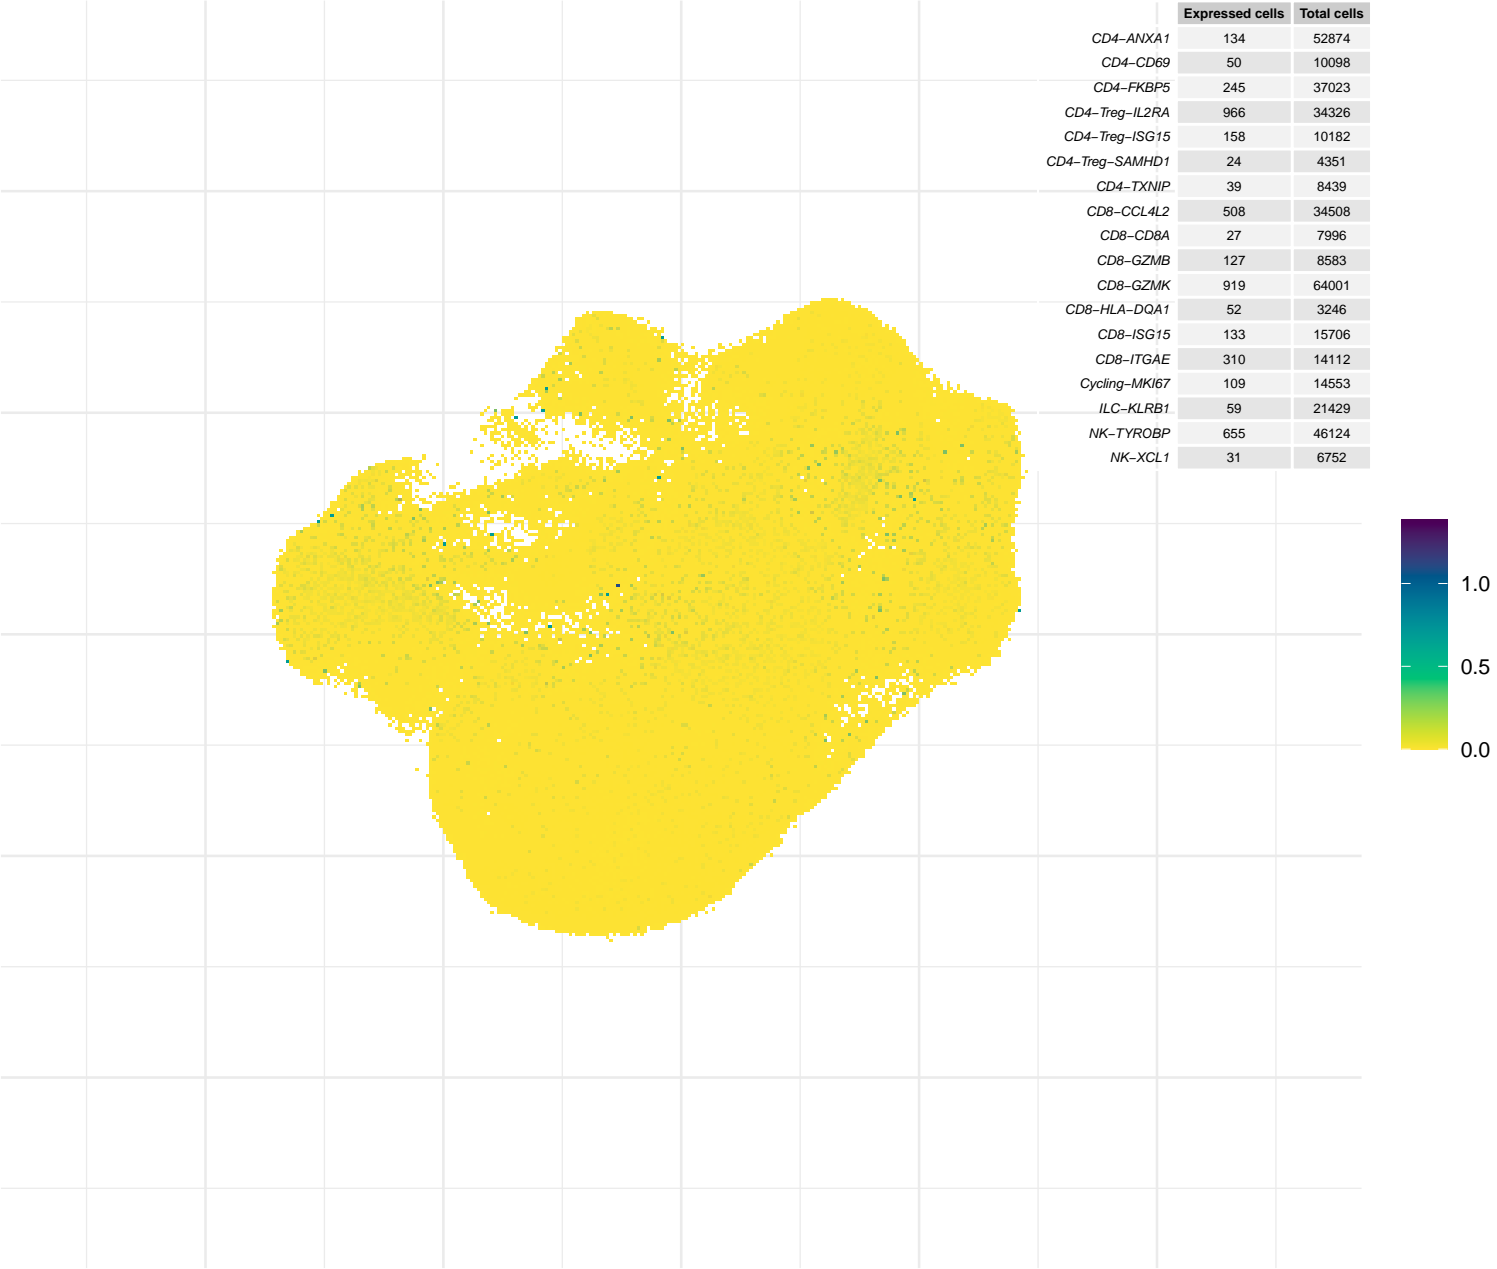 Expressed cells Total cells
CD4−ANXA1 134 52874
CD4−CD69 50 10098
CD4−FKBP5 245 37023
CD4−Treg−IL2RA 966 34326
CD4−Treg−ISG15 158 10182
CD4−Treg−SAMHD1 24 4351
CD4−TXNIP 39 8439
CD8−CCL4L2 508 34508
CD8−CD8A 27 7996
CD8−GZMB 127 8583
CD8−GZMK 919 64001
CD8−HLA−DQA1 52 3246
CD8−ISG15 133 15706
CD8−ITGAE 310 14112
Cycling−MKI67 109 14553
ILC−KLRB1 59 21429
NK−TYROBP 655 46124
NK−XCL1 31 6752
1.0
0.5
0.0